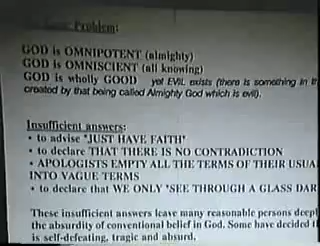 Problem:
GOD is OMNIPOTENT (almighty)
GOD is OMNISCIENT (all knowing)
GOD is wholly GOOD yet EVIL exists (there is something in th
created by that being called Almighty God which is evil).
Insufficient answers:
• to advise "JUST HAVE FAITH"
• to declare THAT THERE IS NO CONTRADICTION
• APOLOGISTS EMPTY ALL THE TERMS OF THEIR USUA
INTO VAGUE TERMS
• to declare that WE ONLY "SEE THROUGH A GLASS DAR
These insufficient answers leave many reasonable persons deepl
the absurdity of conventional belief in God. Some have decided th
is self-defeating, tragic and absurd.